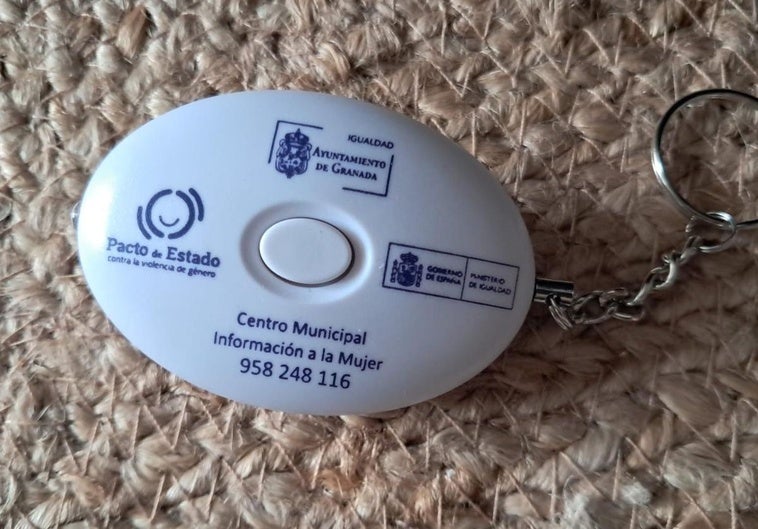 IGUALDAD
AYUNTAMIENTO
DE GRANADA
Pacto de Estado
contra la violencia de género
GOBIERNO
DE ESPAÑA
MINISTERIO
DE IGUALDAD
Centro Municipal
Información a la Mujer
958 248 116